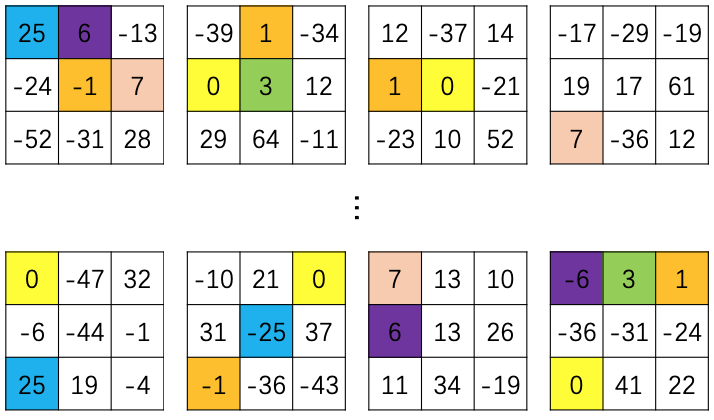 25 6 -13 -39 1 -34 12 -37 14 -17 -29 -19
-24 -1 7 0 3 12 1 0 -21 19 17 61
-52 -31 28 29 64 -11 -23 10 52 7 -36 12
⋮
0 -47 32 -10 21 0 7 13 10 -6 3 1
-6 -44 -1 31 -25 37 6 13 26 -36 -31 -24
25 19 -4 -1 -36 -43 11 34 -19 0 41 22